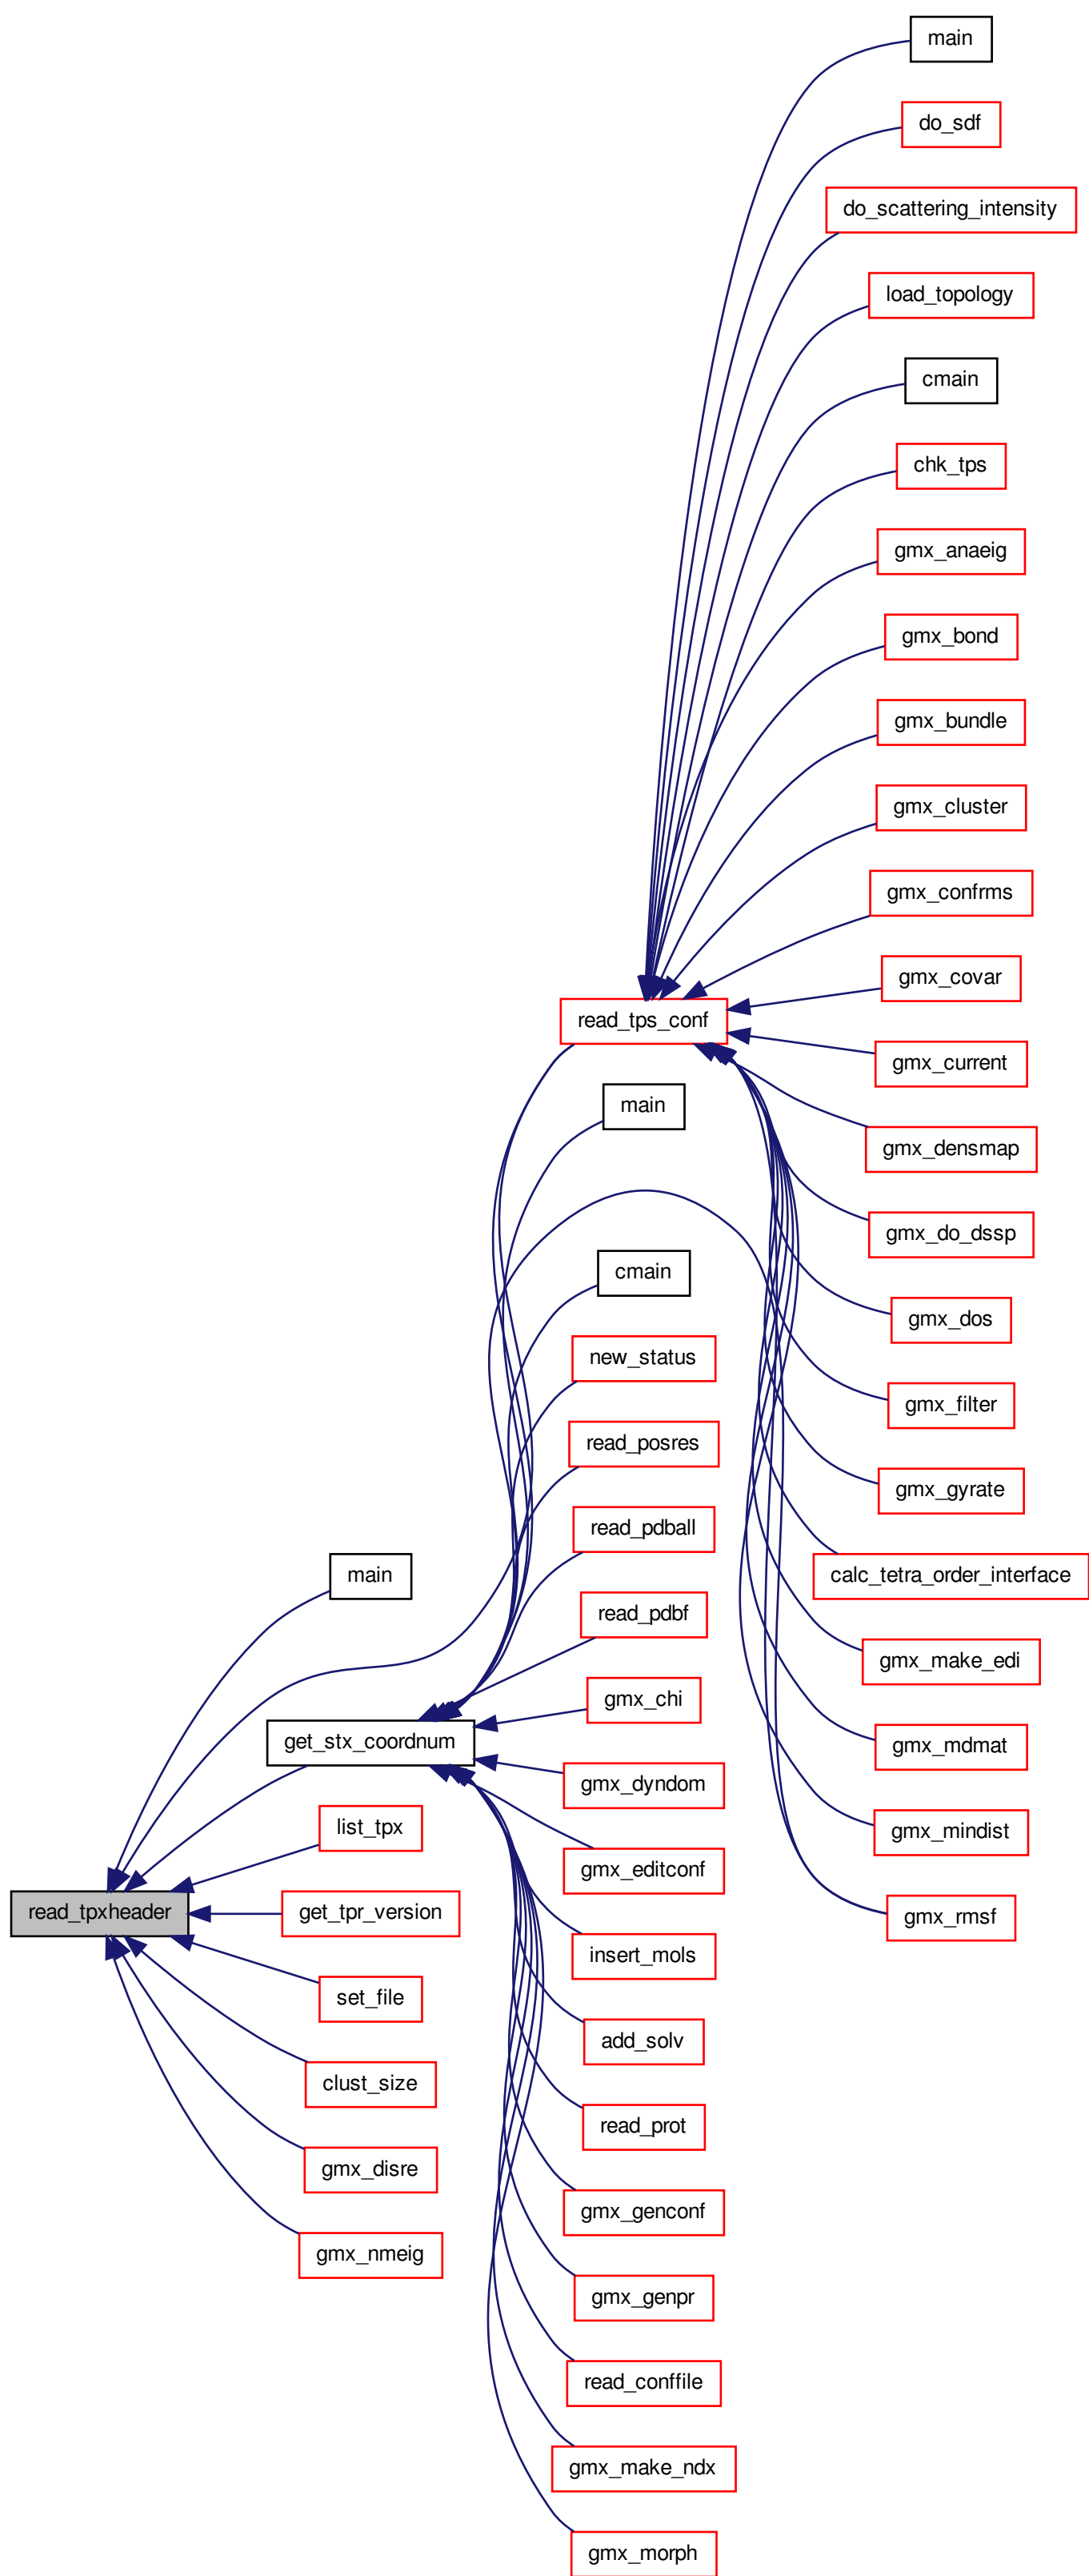 main
do_sdf
do_scattering_intensity
load_topology
cmain
chk_tps
gmx_anaeig
gmx_bond
gmx_bundle
gmx_cluster
gmx_confrms
gmx_covar
read_tps_conf
gmx_current
main
gmx_densmap
gmx_do_dssp
cmain
gmx_dos
new_status
gmx_filter
read_posres
gmx_gyrate
read_pdball
main
calc_tetra_order_interface
read_pdbf
gmx_make_edi
gmx_chi
get_stx_coordnum
gmx_mdmat
gmx_dyndom
list_tpx
gmx_mindist
gmx_editconf
read_tpxheader
get_tpr_version
gmx_rmsf
insert_mols
set_file
add_solv
clust_size
read_prot
gmx_disre
gmx_genconf
gmx_nmeig
gmx_genpr
read_conffile
gmx_make_ndx
gmx_morph